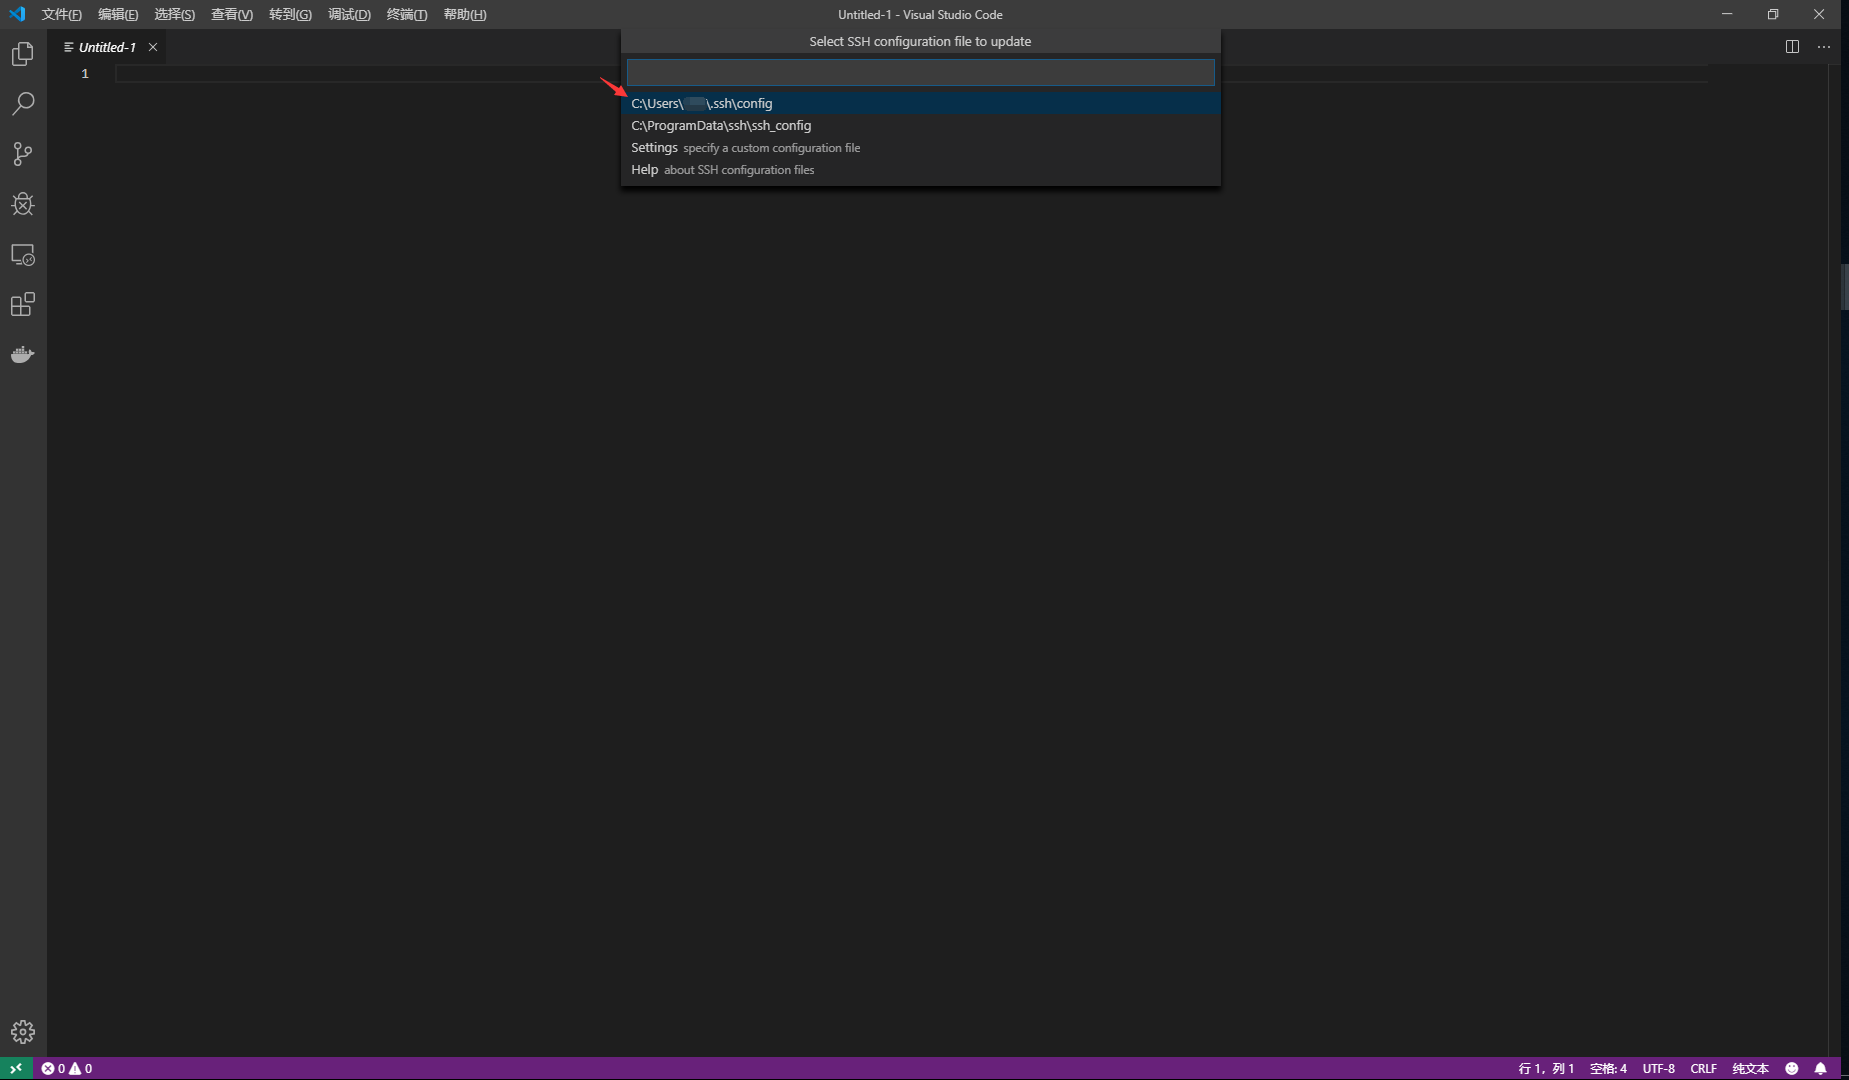 文件(F) 编辑(E) 选择(S) 查看(V) 转到(G) 调试(D) 终端(T) 帮助(H)
Untitled-1 - Visual Studio Code
Untitled-1
Select SSH configuration file to update
1
C:\Users\ \.ssh\config
C:\ProgramData\ssh\ssh_config
Settings specify a custom configuration file
Help about SSH configuration files
0 0
行 1，列 1 空格: 4 UTF-8 CRLF 纯文本